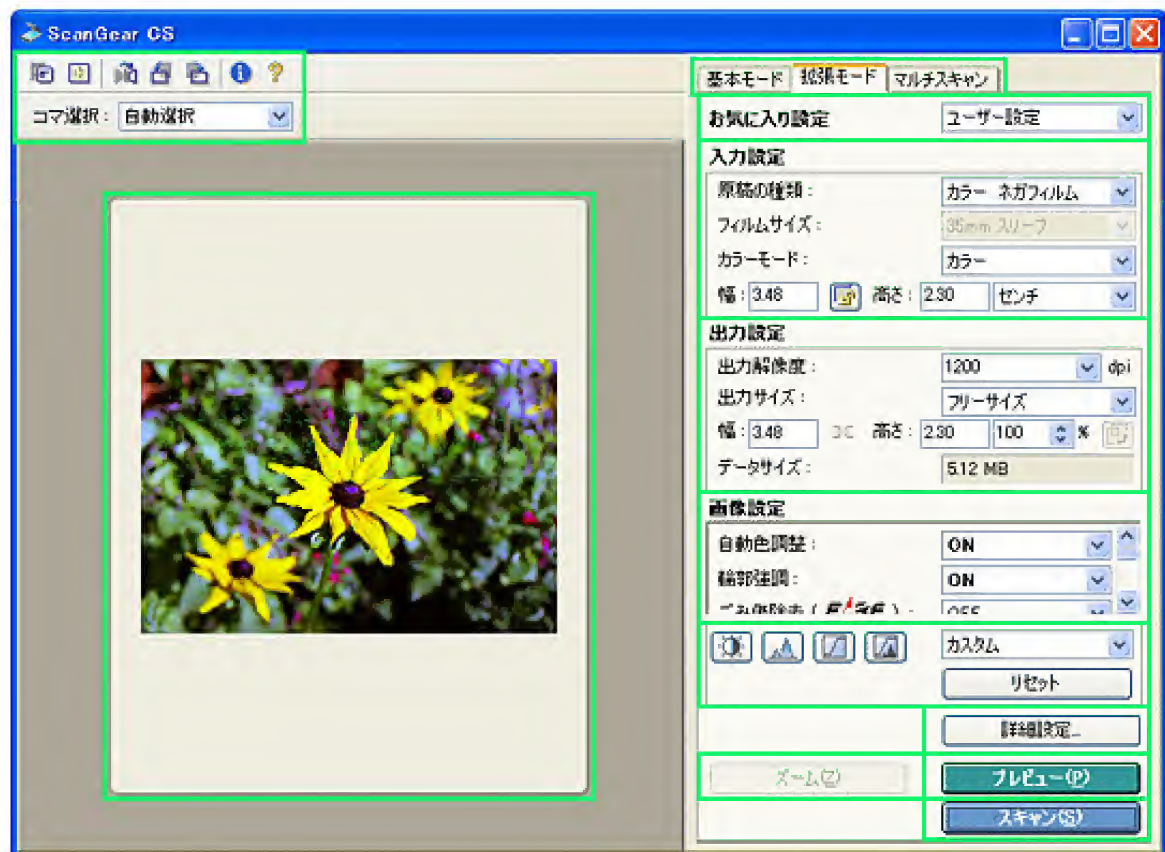 ScanGear CS
コマ選択： 自動選択
基本モード 拡張モード マルチスキャン
お気に入り設定 ユーザー設定
入力設定
原稿の種類： カラー ネガフィルム
フィルムサイズ： 35mm スリーブ
カラーモード： カラー
幅：3.48 高さ：2.30 センチ
出力設定
出力解像度： 1200 dpi
出力サイズ： フリーサイズ
幅：3.48 高さ：2.30 100 %
データサイズ： 5.12 MB
画像設定
自動色調整： ON
輪郭強調： ON
OFF
カスタム
リセット
詳細設定...
ズーム(Z) プレビュー(P)
スキャン(S)